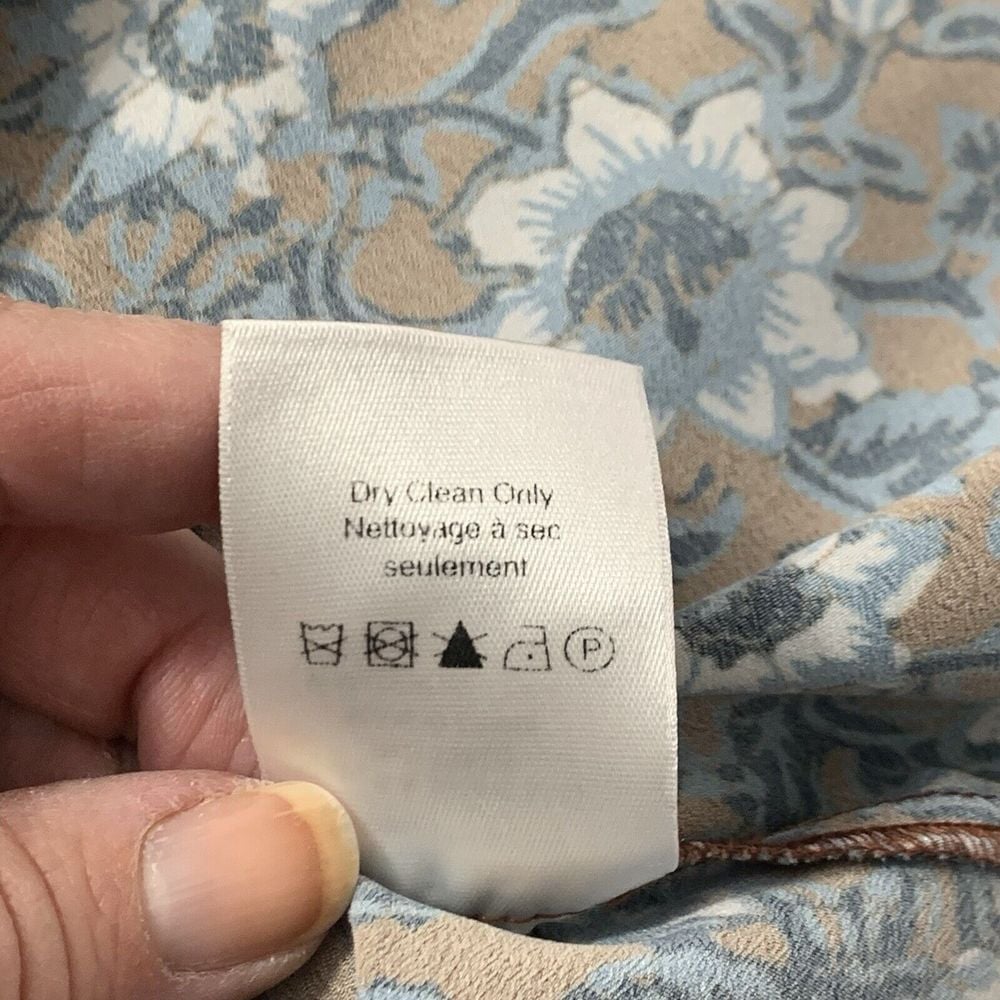 Dry Clean Only
Nettoyage à sec
seulement
P